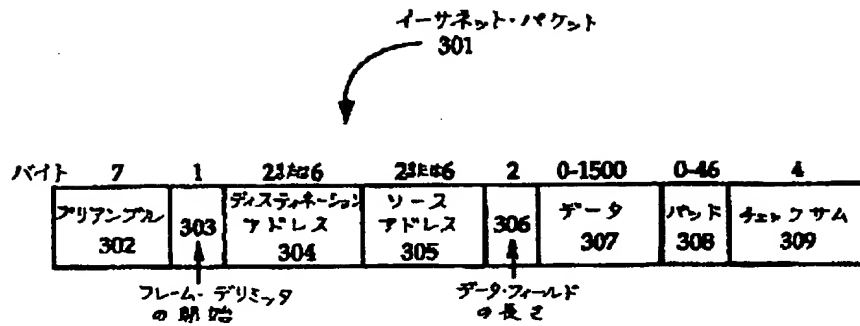 イーサネット・パケット
301
バイト 7 1 2または6 2または6 2 0-1500 0-46 4
プリアンブル 302
303
ディスティネーション アドレス 304
ソース アドレス 305
306
データ 307
パッド 308
チェックサム 309
フレーム・デリミッタ
の開始
データ・フィールド
の長さ